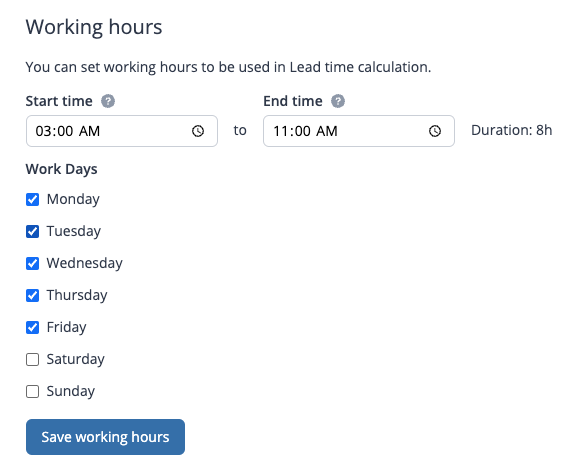 Working hours
You can set working hours to be used in Lead time calculation.
Start time ? End time ?
03:00 AM to 11:00 AM Duration: 8h
Work Days
Monday
Tuesday
Wednesday
Thursday
Friday
Saturday
Sunday
Save working hours